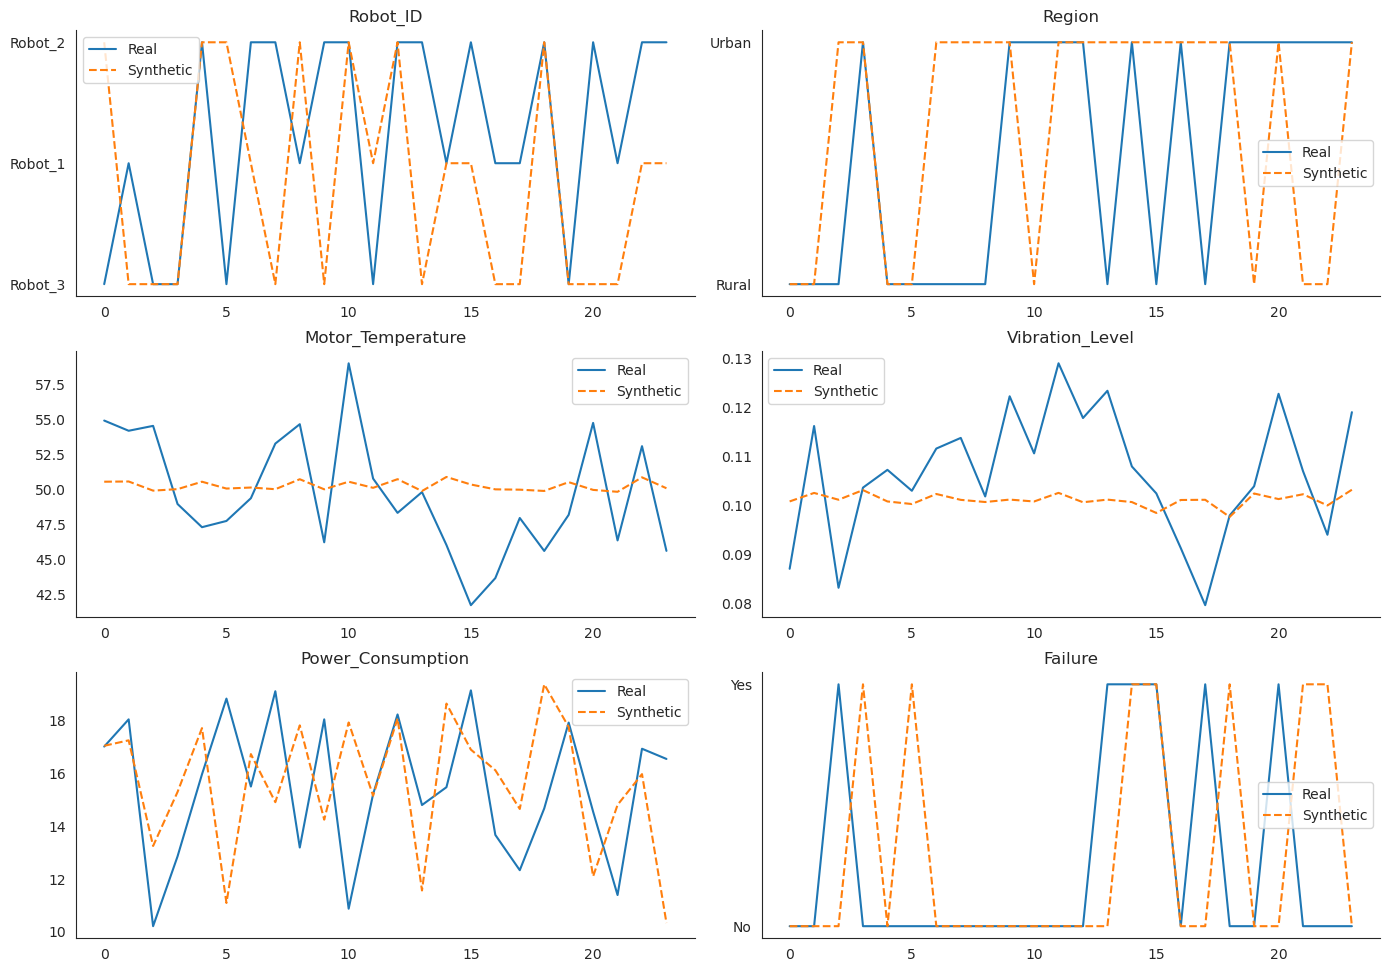 Robot_ID
Robot_2
Robot_1
Robot_3
Real
Synthetic
0 5 10 15 20
Region
Urban
Rural
Real
Synthetic
0 5 10 15 20
Motor_Temperature
57.5
55.0
52.5
50.0
47.5
45.0
42.5
Real
Synthetic
0 5 10 15 20
Vibration_Level
0.13
0.12
0.11
0.10
0.09
0.08
Real
Synthetic
0 5 10 15 20
Power_Consumption
18
16
14
12
10
Real
Synthetic
0 5 10 15 20
Failure
Yes
No
Real
Synthetic
0 5 10 15 20